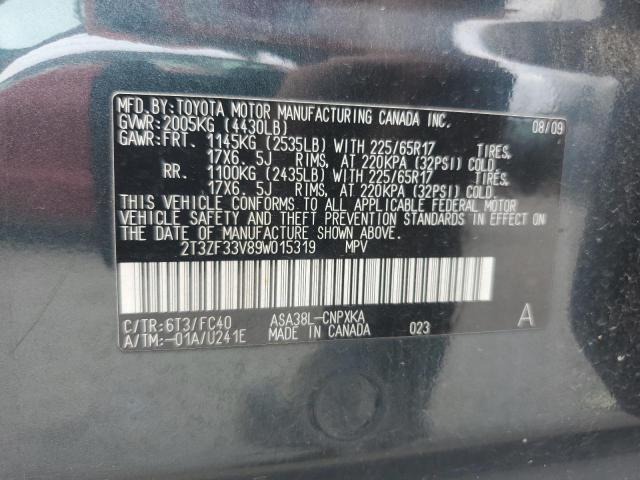 MFD.BY:TOYOTA MOTOR MANUFACTURING CANADA INC. 08/09
GVWR:2005KG (4430LB)
GAWR:FRT. 1145KG (2535LB) WITH 225/65R17 TIRES,
17X6.5J RIMS, AT 220KPA (32PSI) COLD
RR. 1100KG (2435LB) WITH 225/65R17 TIRES,
17X6.5J RIMS, AT 220KPA (32PSI) COLD
THIS VEHICLE CONFORMS TO ALL APPLICABLE FEDERAL MOTOR
VEHICLE SAFETY AND THEFT PREVENTION STANDARDS IN EFFECT ON
THE DATE OF MANUFACTURE SHOWN ABOVE.
2T3ZF33V89W015319 MPV
C/TR:6T3/FC40 ASA38L-CNPXKA
A/TM:-01A/U241E MADE IN CANADA 023 A